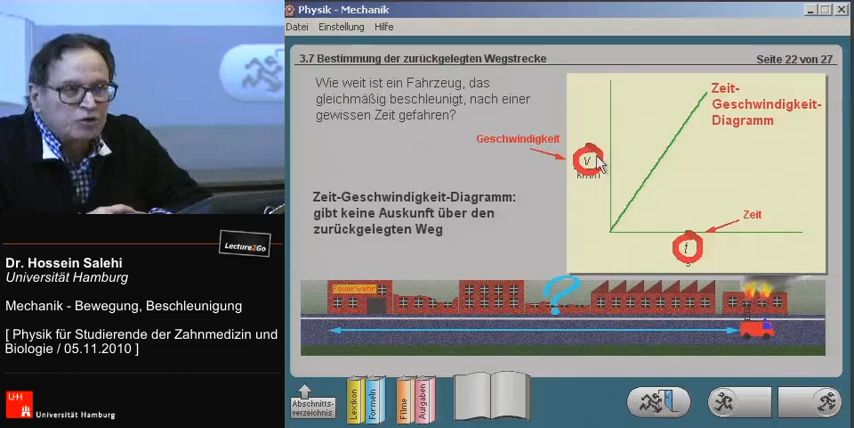 Physik - Mechanik
Datei Einstellung Hilfe
3.7 Bestimmung der zurückgelegten Wegstrecke
Seite 22 von 27
Wie weit ist ein Fahrzeug, das
gleichmäßig beschleunigt, nach einer
gewissen Zeit gefahren?
Zeit-
Geschwindigkeit-
Diagramm
Geschwindigkeit
v
km/h
Zeit-Geschwindigkeit-Diagramm:
gibt keine Auskunft über den
zurückgelegten Weg
Zeit
t
s
Feuerwehr
?
Lecture2Go
Dr. Hossein Salehi
Universität Hamburg
Mechanik - Bewegung, Beschleunigung
[ Physik für Studierende der Zahnmedizin und
Biologie / 05.11.2010 ]
UH
Universität Hamburg
Abschnitts-
verzeichnis
Lexikon
Formeln
Filme
Aufgaben